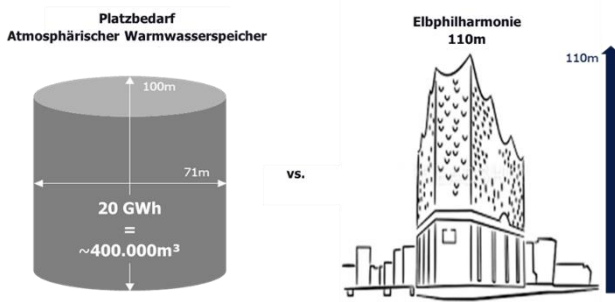 Platzbedarf
Atmosphärischer Warmwasserspeicher
100m
71m
20 GWh
=
~400.000m³
vs.
Elbphilharmonie
110m
110m